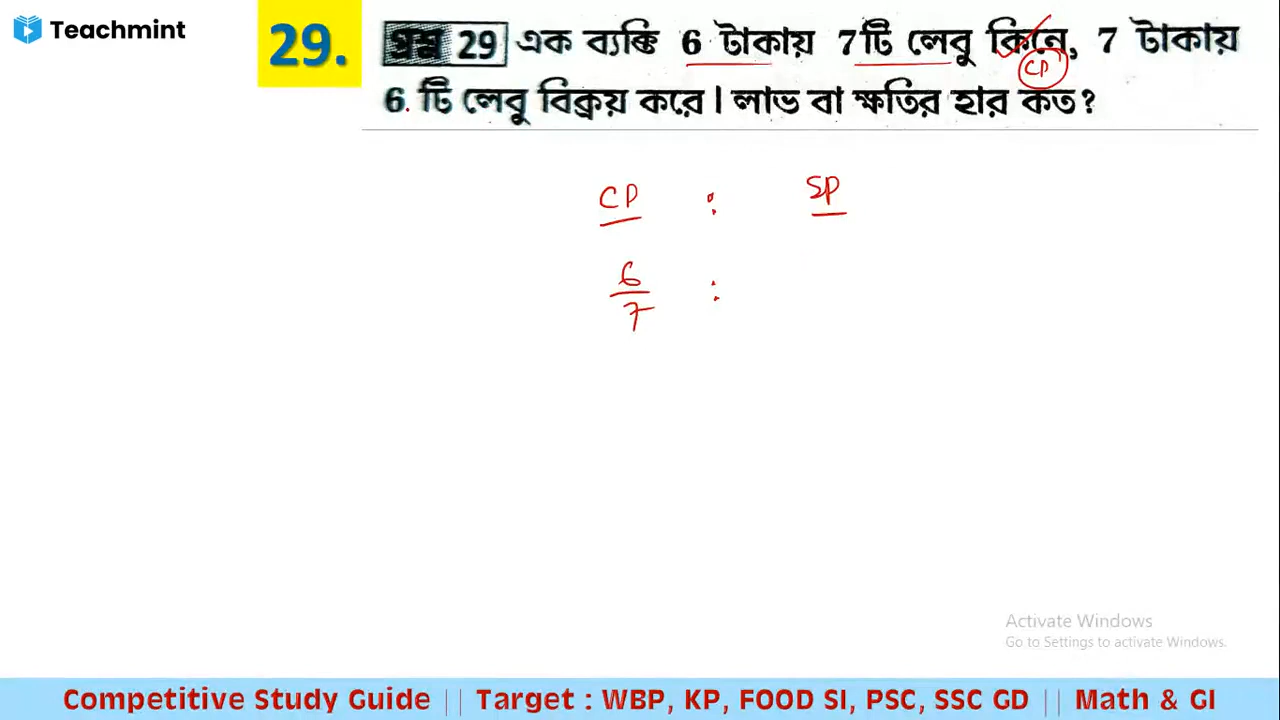 Teachmint
29. প্রশ্ন 29 এক ব্যক্তি 6 টাকায় 7টি লেবু কিনে, 7 টাকায়
CP
6 টি লেবু বিক্রয় করে। লাভ বা ক্ষতির হার কত?
CP : SP
6/7 :
Activate Windows
Go to Settings to activate Windows.
Competitive Study Guide || Target : WBP, KP, FOOD SI, PSC, SSC GD || Math & GI